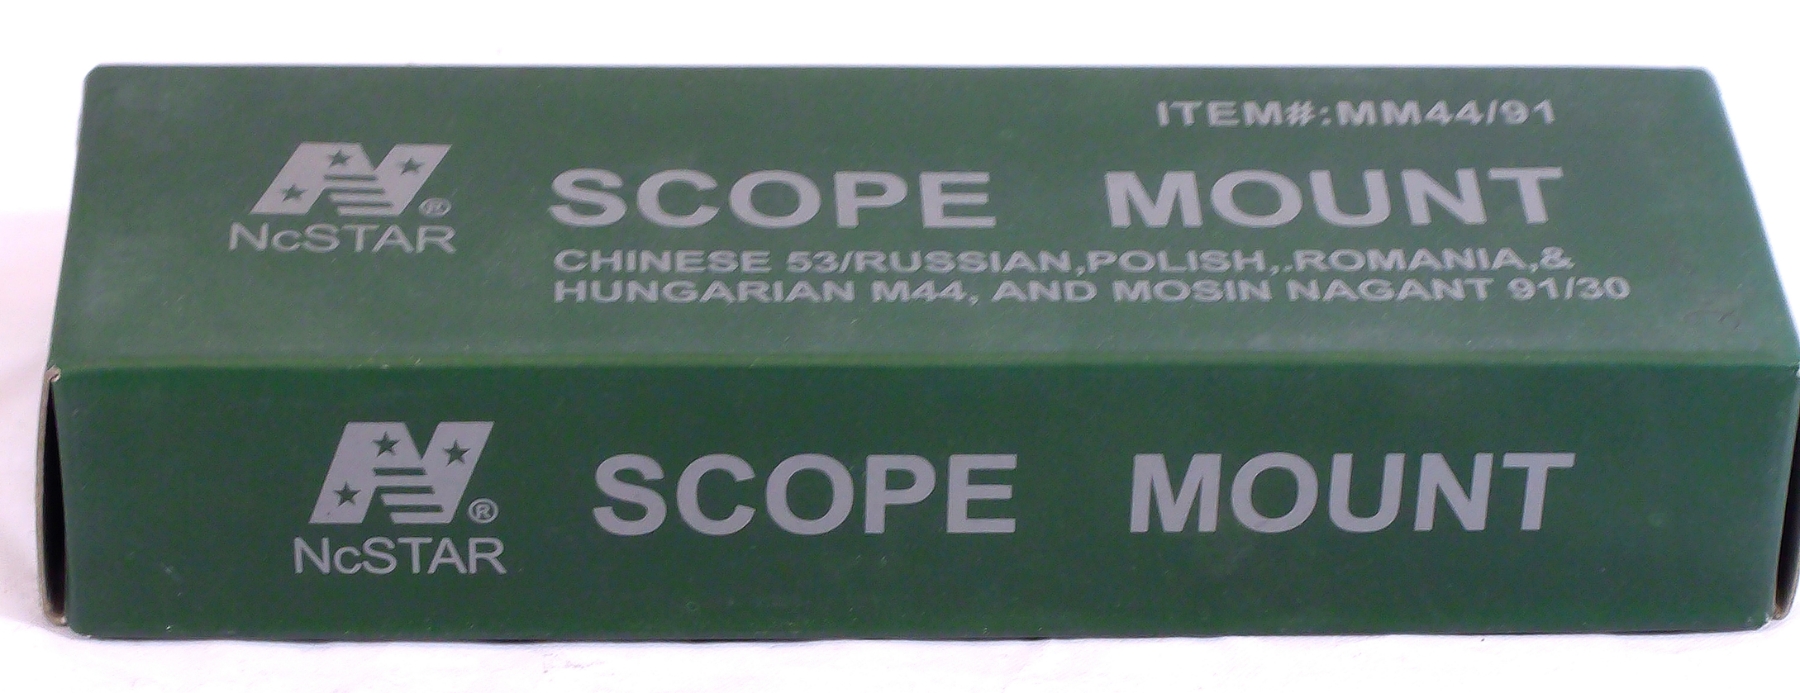 ITEM#:MM44/91
NcSTAR®
SCOPE MOUNT
CHINESE 53/RUSSIAN,POLISH,.ROMANIA,&
HUNGARIAN M44, AND MOSIN NAGANT 91/30
NcSTAR®
SCOPE MOUNT